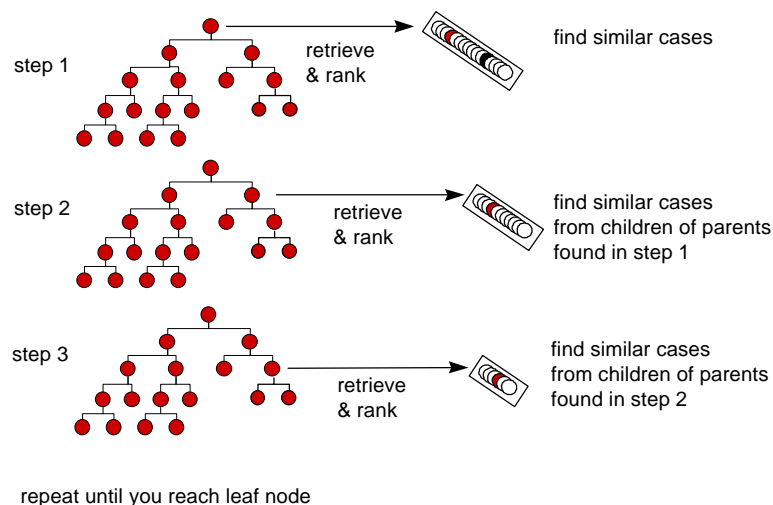 step 1
retrieve
& rank
find similar cases
step 2
retrieve
& rank
find similar cases
from children of parents
found in step 1
step 3
retrieve
& rank
find similar cases
from children of parents
found in step 2
repeat until you reach leaf node